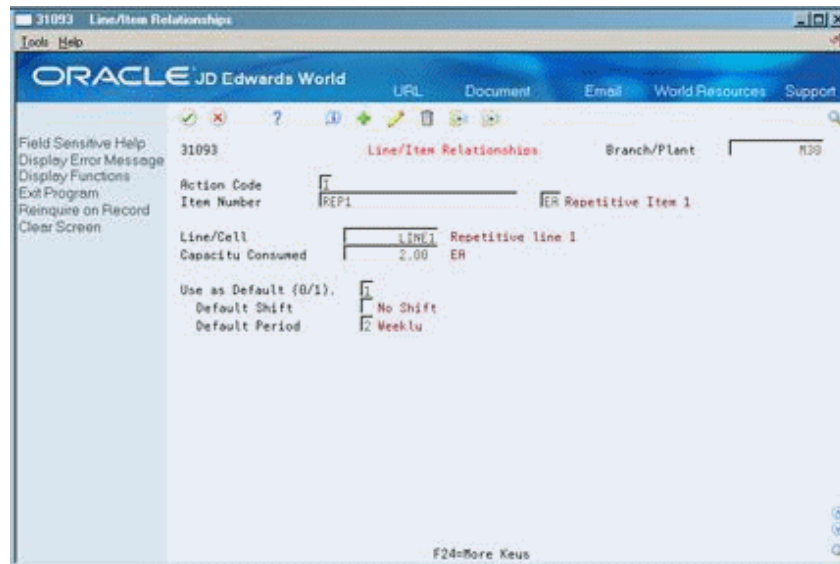 31093 Line/Item Relationships
Tools Help
ORACLE JD Edwards World
URL Document Email World Resources Support
Field Sensitive Help
Display Error Message
Display Functions
Exit Program
Reinquire on Record
Clear Screen
31093 Line/Item Relationships Branch/Plant M30
Action Code I
Item Number REP1 EA Repetitive Item 1
Line/Cell LINE1 Repetitive line 1
Capacity Consumed 2.00 EA
Use as Default (0/1). 1
Default Shift No Shift
Default Period 2 Weekly
F24=More Keys